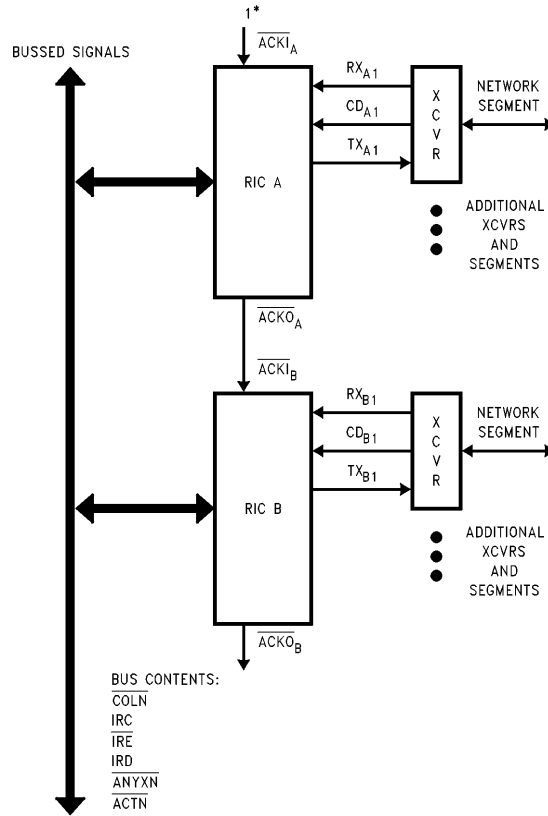 1*
ACKI_A
BUSSED SIGNALS
RX_A1
CD_A1
TX_A1
X
C
V
R
NETWORK
SEGMENT
RIC A
ADDITIONAL
XCVRS
AND
SEGMENTS
ACKO_A
ACKI_B
RX_B1
CD_B1
TX_B1
X
C
V
R
NETWORK
SEGMENT
RIC B
ADDITIONAL
XCVRS
AND
SEGMENTS
ACKO_B
BUS CONTENTS:
COLN
IRC
IRE
IRD
ANYXN
ACTN